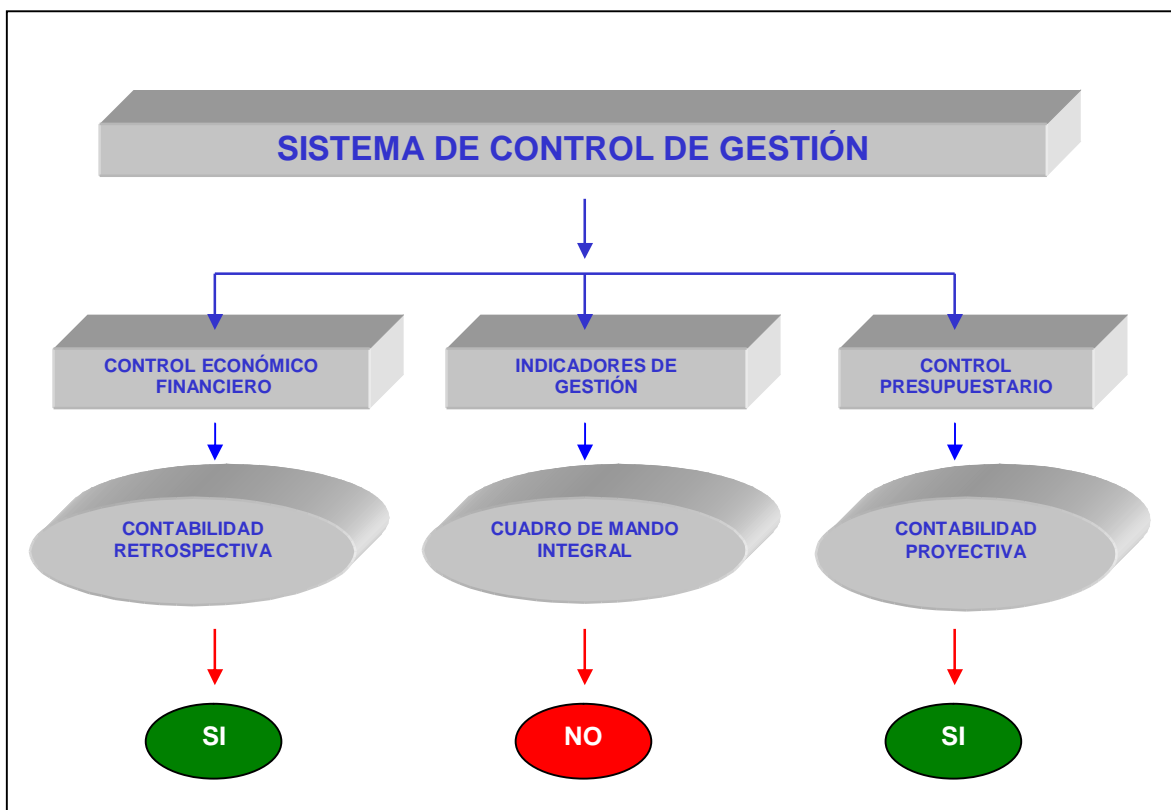 SISTEMA DE CONTROL DE GESTIÓN
CONTROL ECONÓMICO
FINANCIERO
INDICADORES DE
GESTIÓN
CONTROL
PRESUPUESTARIO
CONTABILIDAD
RETROSPECTIVA
CUADRO DE MANDO
INTEGRAL
CONTABILIDAD
PROYECTIVA
SI
NO
SI